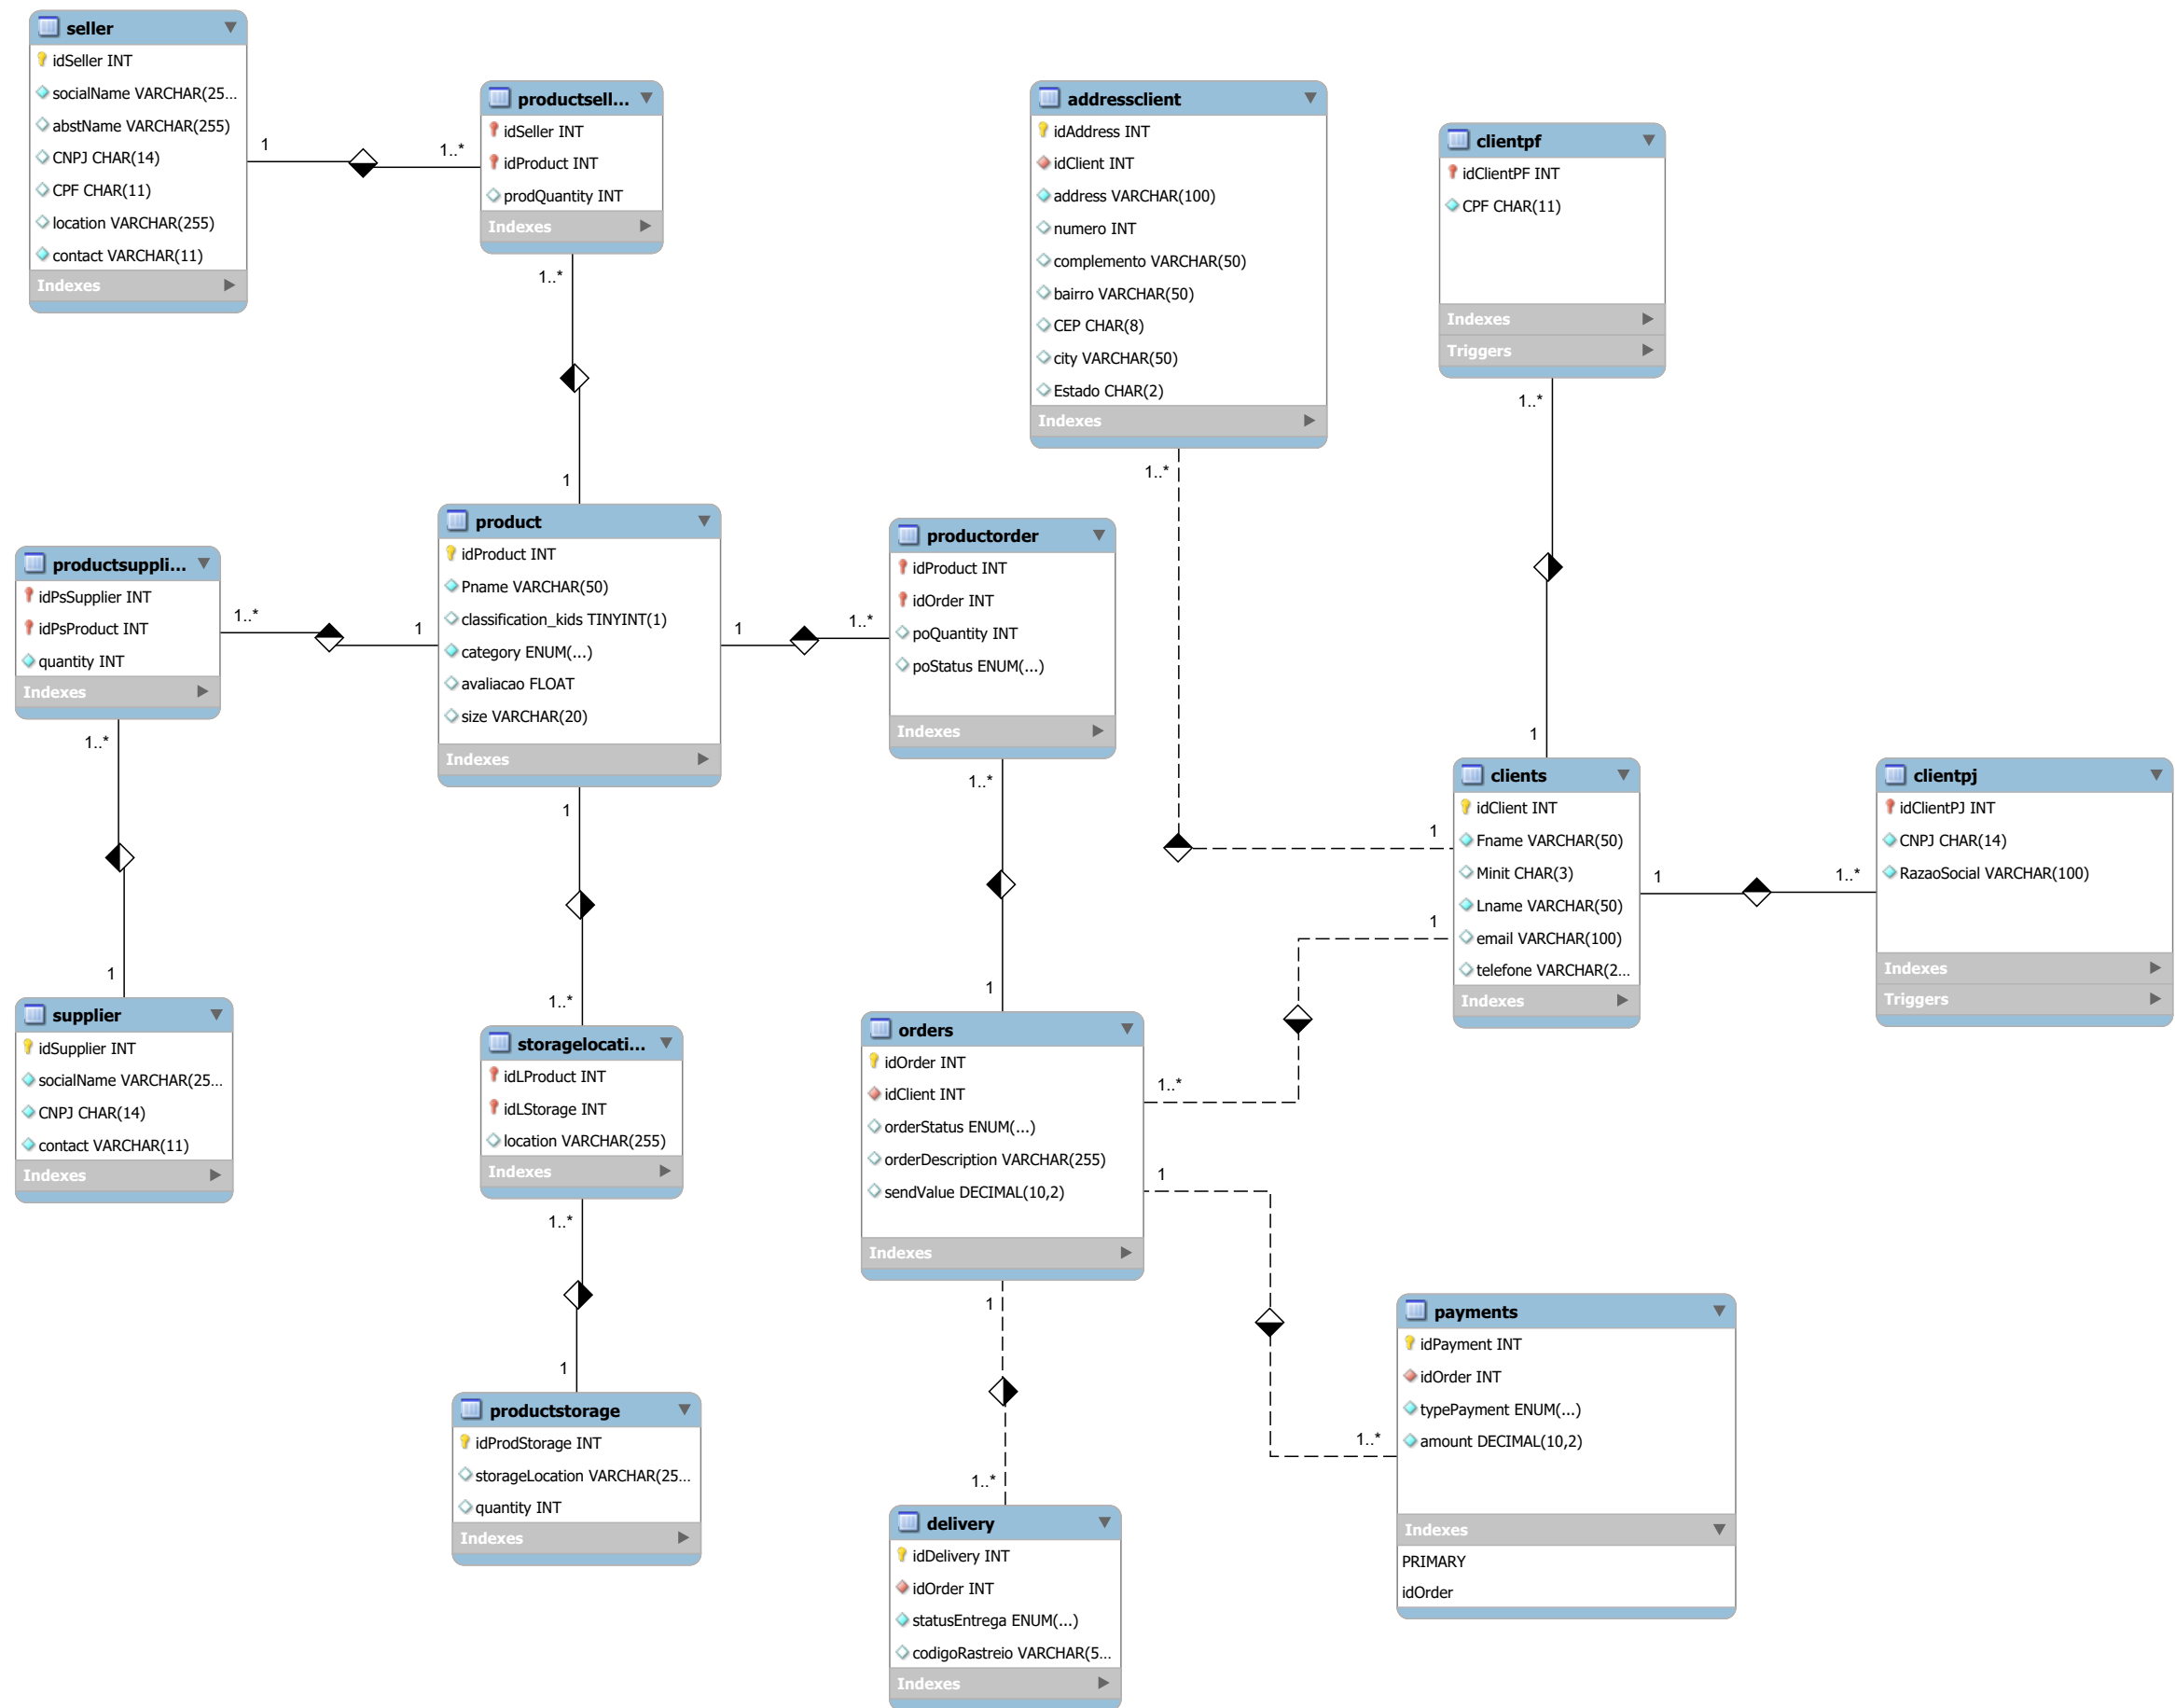 seller
idSeller INT
socialName VARCHAR(25...
abstName VARCHAR(255)
CNPJ CHAR(14)
CPF CHAR(11)
location VARCHAR(255)
contact VARCHAR(11)
Indexes
1
1..*
productsell...
idSeller INT
idProduct INT
prodQuantity INT
Indexes
1..*
1
addressclient
idAddress INT
idClient INT
address VARCHAR(100)
numero INT
complemento VARCHAR(50)
bairro VARCHAR(50)
CEP CHAR(8)
city VARCHAR(50)
Estado CHAR(2)
Indexes
1..*
1
clientpf
idClientPF INT
CPF CHAR(11)
Indexes
Triggers
1..*
1
productsuppli...
idPsSupplier INT
idPsProduct INT
quantity INT
Indexes
1..*
1
1..*
1
product
idProduct INT
Pname VARCHAR(50)
classification_kids TINYINT(1)
category ENUM(...)
avaliacao FLOAT
size VARCHAR(20)
Indexes
1
1..*
1
1..*
productorder
idProduct INT
idOrder INT
poQuantity INT
poStatus ENUM(...)
Indexes
1..*
1
clients
idClient INT
Fname VARCHAR(50)
Minit CHAR(3)
Lname VARCHAR(50)
email VARCHAR(100)
telefone VARCHAR(2...
Indexes
1
1..*
clientpj
idClientPJ INT
CNPJ CHAR(14)
RazaoSocial VARCHAR(100)
Indexes
Triggers
supplier
idSupplier INT
socialName VARCHAR(25...
CNPJ CHAR(14)
contact VARCHAR(11)
Indexes
storagelocati...
idLProduct INT
idLStorage INT
location VARCHAR(255)
Indexes
1..*
1
orders
idOrder INT
idClient INT
orderStatus ENUM(...)
orderDescription VARCHAR(255)
sendValue DECIMAL(10,2)
Indexes
1
1..*
1
1..*
1
1..*
productstorage
idProdStorage INT
storageLocation VARCHAR(25...
quantity INT
Indexes
payments
idPayment INT
idOrder INT
typePayment ENUM(...)
amount DECIMAL(10,2)
Indexes
PRIMARY
idOrder
delivery
idDelivery INT
idOrder INT
statusEntrega ENUM(...)
codigoRastreio VARCHAR(5...
Indexes